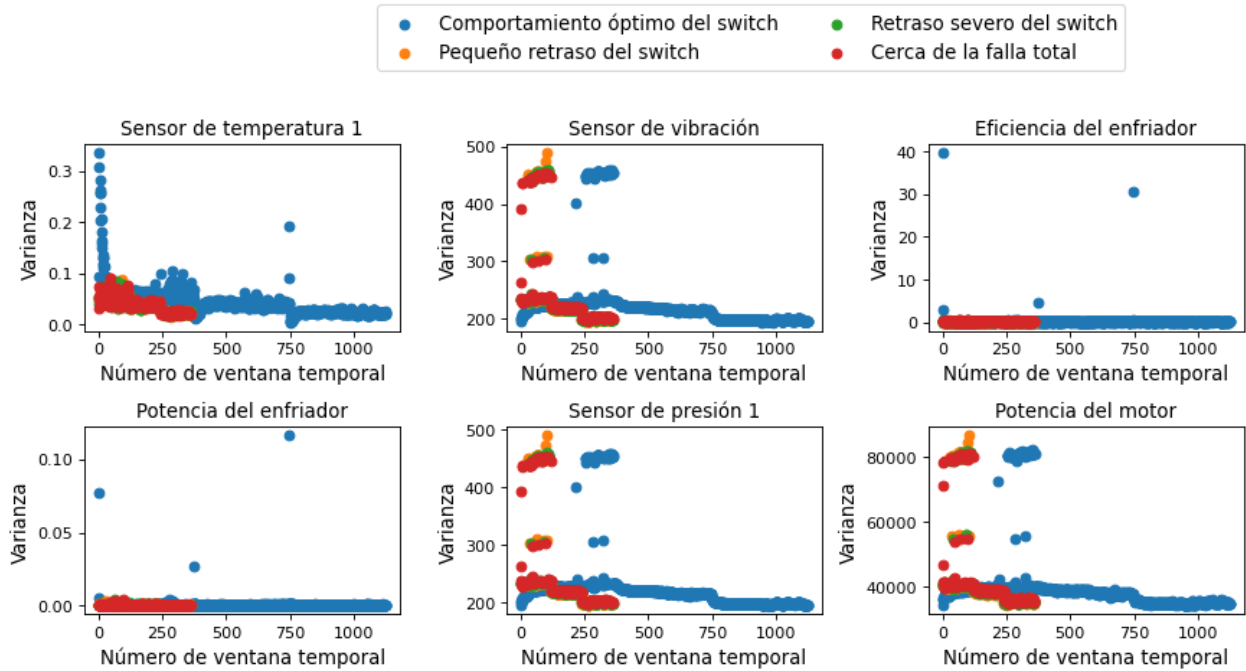 Comportamiento óptimo del switch
Pequeño retraso del switch
Retraso severo del switch
Cerca de la falla total
Sensor de temperatura 1
Varianza
0.3
0.2
0.1
0.0
0 250 500 750 1000
Número de ventana temporal
Sensor de vibración
Varianza
500
400
300
200
0 250 500 750 1000
Número de ventana temporal
Eficiencia del enfriador
Varianza
40
30
20
10
0
0 250 500 750 1000
Número de ventana temporal
Potencia del enfriador
Varianza
0.10
0.05
0.00
0 250 500 750 1000
Número de ventana temporal
Sensor de presión 1
Varianza
500
400
300
200
0 250 500 750 1000
Número de ventana temporal
Potencia del motor
Varianza
80000
60000
40000
0 250 500 750 1000
Número de ventana temporal